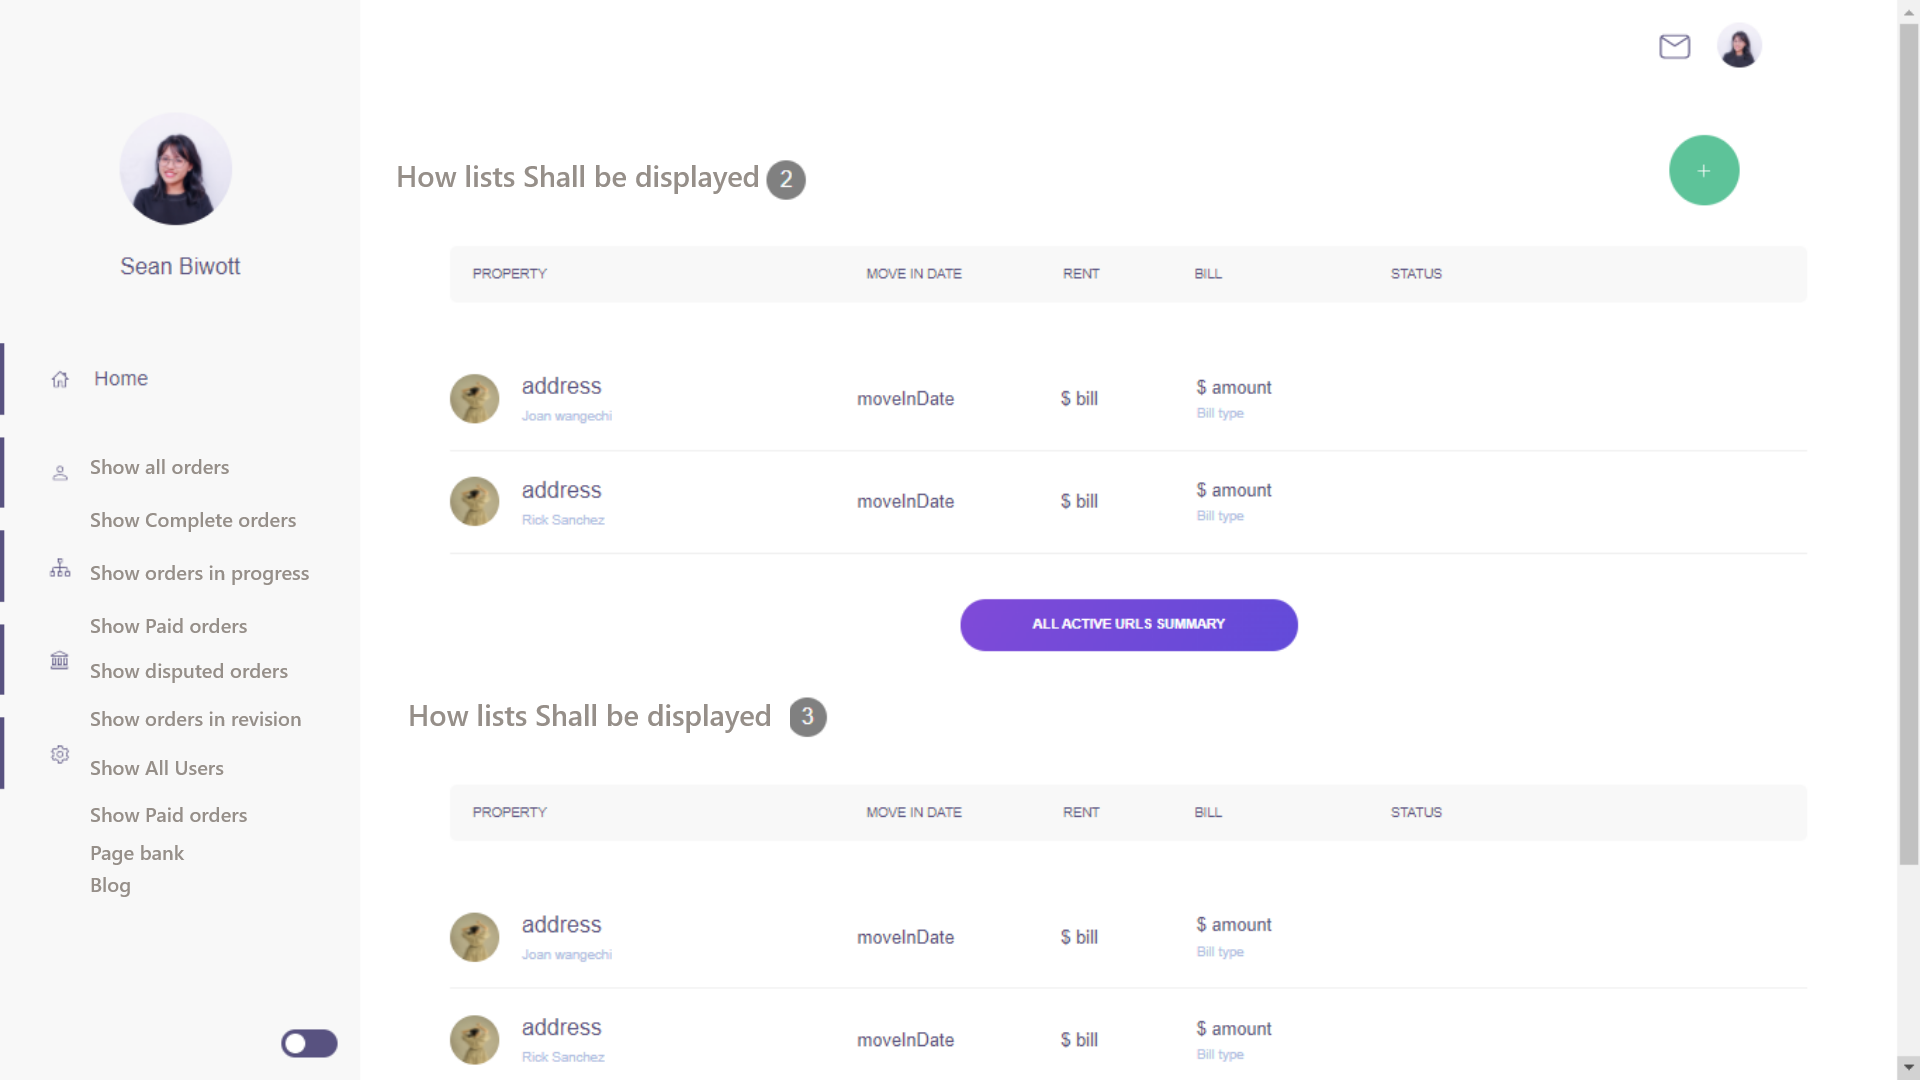 Sean Biwott
Home
Show all orders
Show Complete orders
Show orders in progress
Show Paid orders
Show disputed orders
Show orders in revision
Show All Users
Show Paid orders
Page bank
Blog
How lists Shall be displayed 2
+
PROPERTY MOVE IN DATE RENT BILL STATUS
address moveInDate $ bill $ amount
Joan wangechi Bill type
address moveInDate $ bill $ amount
Rick Sanchez Bill type
ALL ACTIVE URLS SUMMARY
How lists Shall be displayed 3
PROPERTY MOVE IN DATE RENT BILL STATUS
address moveInDate $ bill $ amount
Joan wangechi Bill type
address moveInDate $ bill $ amount
Rick Sanchez Bill type